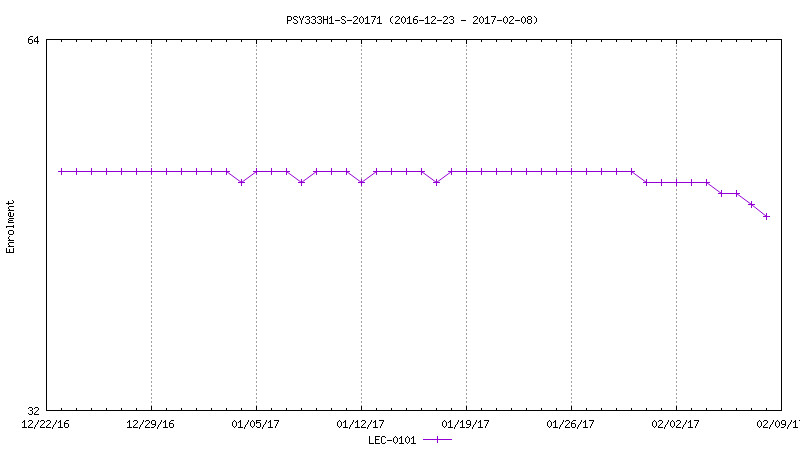 PSY333H1-S-20171 (2016-12-23 - 2017-02-08)
64
Enrolment
32
12/22/16 12/29/16 01/05/17 01/12/17 01/19/17 01/26/17 02/02/17 02/09/1
LEC-0101